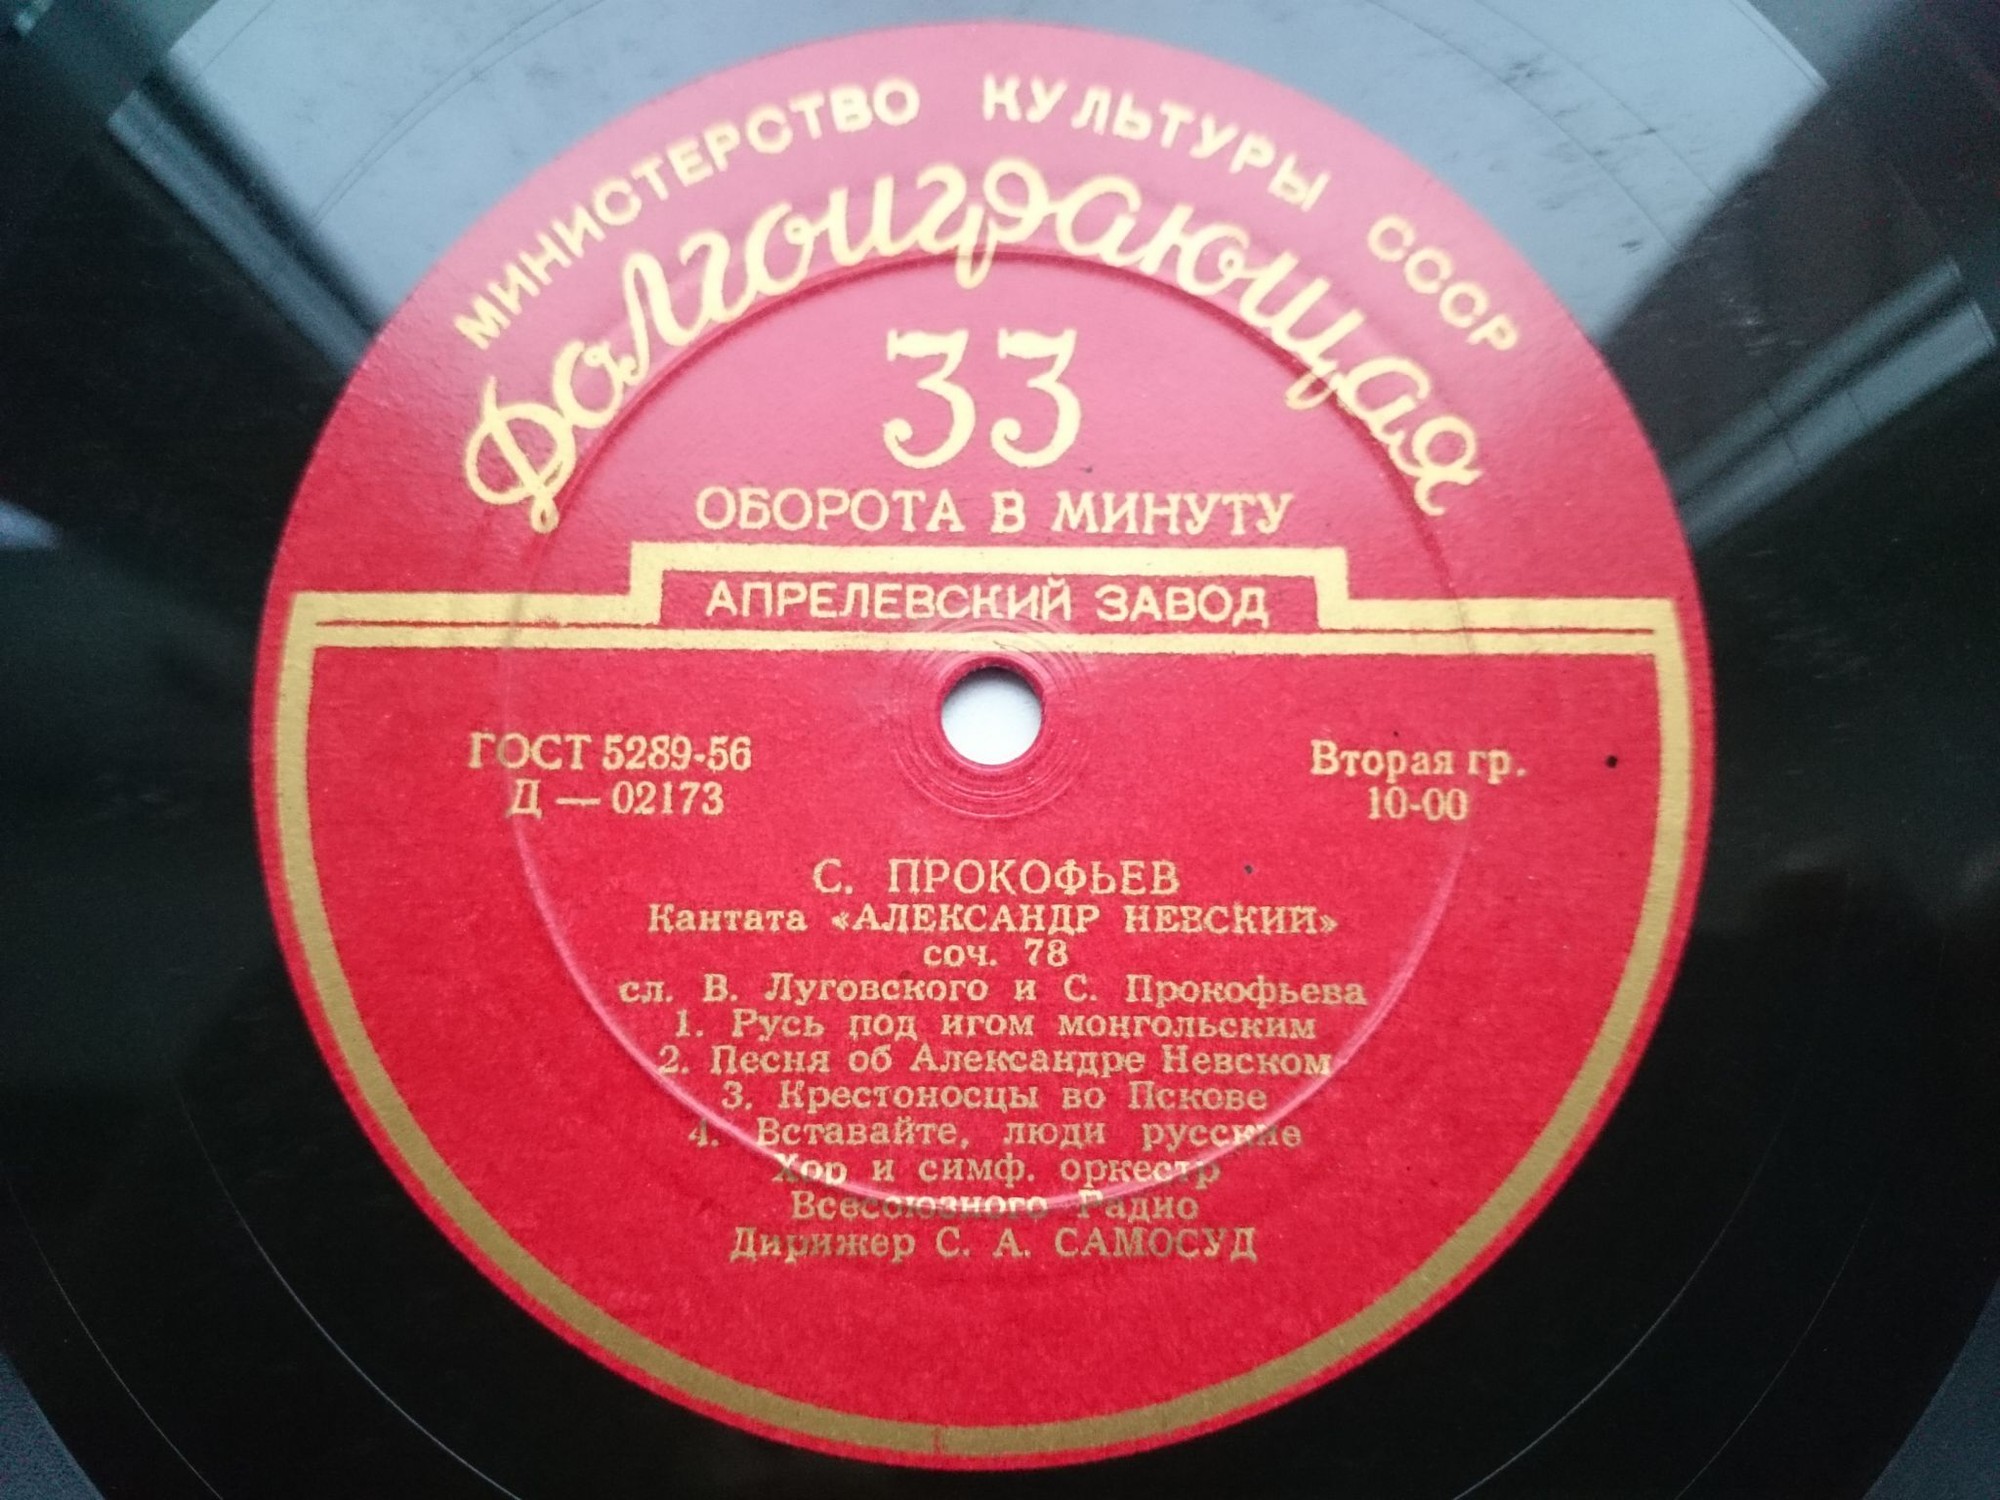 МИНИСТЕРСТВО КУЛЬТУРЫ СССР
Долгоиграющая
33
ОБОРОТА В МИНУТУ
АПРЕЛЕВСКИЙ ЗАВОД
ГОСТ 5289-56
Д — 02173
Вторая гр.
10-00
С. ПРОКОФЬЕВ
Кантата «АЛЕКСАНДР НЕВСКИЙ»
соч. 78
сл. В. Луговского и С. Прокофьева
1. Русь под игом монгольским
2. Песня об Александре Невском
3. Крестоносцы во Пскове
4. Вставайте, люди русские
Хор и симф. оркестр
Всесоюзного Радио
Дирижер С. А. САМОСУД